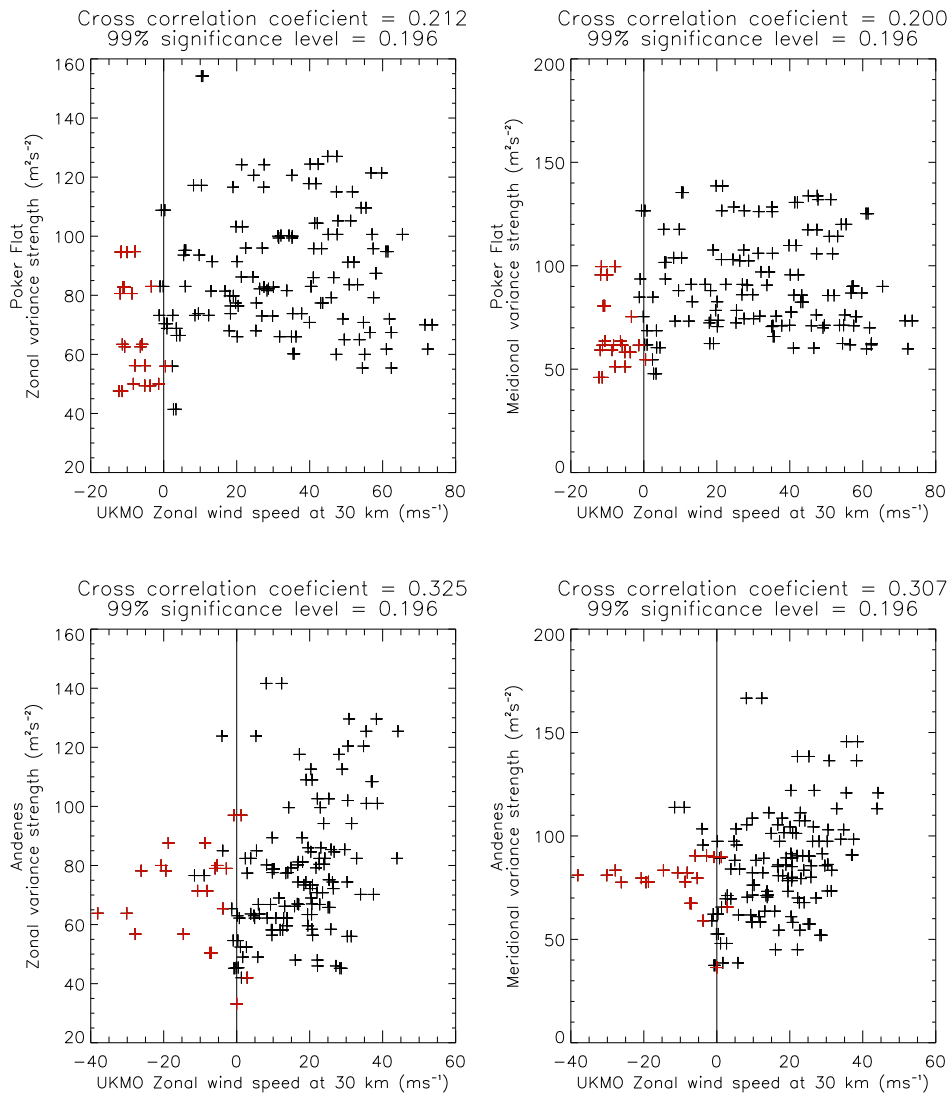 Cross correlation coeficient = 0.212
99% significance level = 0.196
160
140
120
100
80
60
40
20
Poker Flat
Zonal variance strength (m²s⁻²)
-20 0 20 40 60 80
UKMO Zonal wind speed at 30 km (ms⁻¹)
Cross correlation coeficient = 0.200
99% significance level = 0.196
200
150
100
50
0
Poker Flat
Meidional variance strength (m²s⁻²)
-20 0 20 40 60 80
UKMO Zonal wind speed at 30 km (ms⁻¹)
Cross correlation coeficient = 0.325
99% significance level = 0.196
160
140
120
100
80
60
40
20
Andenes
Zonal variance strength (m²s⁻²)
-40 -20 0 20 40 60
UKMO Zonal wind speed at 30 km (ms⁻¹)
Cross correlation coeficient = 0.307
99% significance level = 0.196
200
150
100
50
0
Andenes
Meridional variance strength (m²s⁻²)
-40 -20 0 20 40 60
UKMO Zonal wind speed at 30 km (ms⁻¹)